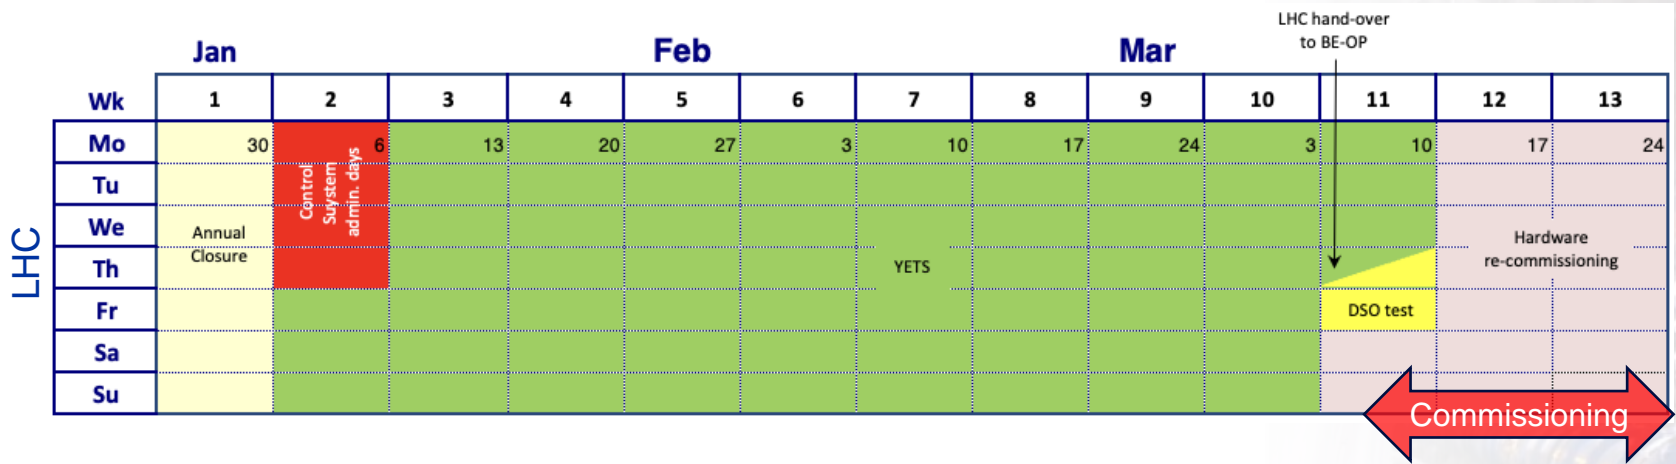 LHC hand-over
to BE-OP
Jan Feb Mar
Wk 1 2 3 4 5 6 7 8 9 10 11 12 13
Mo 30 6 13 20 27 3 10 17 24 3 10 17 24
Tu
We
Th
Fr
Sa
Su
LHC
Annual
Closure
Control
Suystem
admin. days
YETS
DSO test
Hardware
re-commissioning
Commissioning